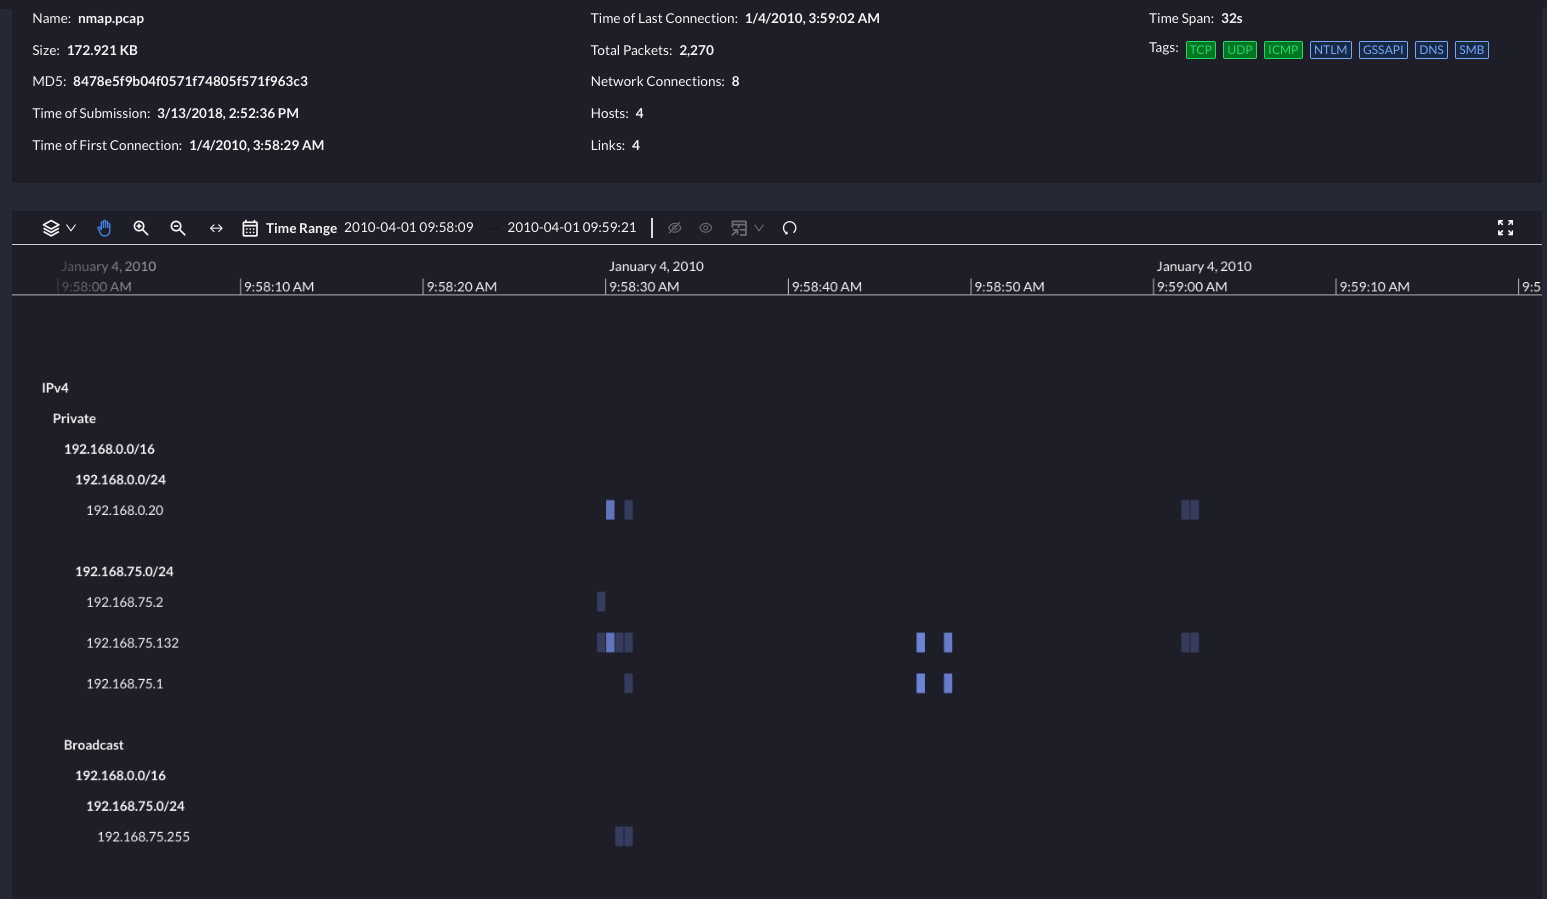 Name: nmap.pcap
Size: 172.921 KB
MD5: 8478e5f9b04f0571f74805f571f963c3
Time of Submission: 3/13/2018, 2:52:36 PM
Time of First Connection: 1/4/2010, 3:58:29 AM
Time of Last Connection: 1/4/2010, 3:59:02 AM
Total Packets: 2,270
Network Connections: 8
Hosts: 4
Links: 4
Time Span: 32s
Tags: TCP UDP ICMP NTLM GSSAPI DNS SMB
Time Range 2010-04-01 09:58:09 2010-04-01 09:59:21
January 4, 2010 January 4, 2010 January 4, 2010
9:58:00 AM 9:58:10 AM 9:58:20 AM 9:58:30 AM 9:58:40 AM 9:58:50 AM 9:59:00 AM 9:59:10 AM 9:5
IPv4
Private
192.168.0.0/16
192.168.0.0/24
192.168.0.20
192.168.75.0/24
192.168.75.2
192.168.75.132
192.168.75.1
Broadcast
192.168.0.0/16
192.168.75.0/24
192.168.75.255